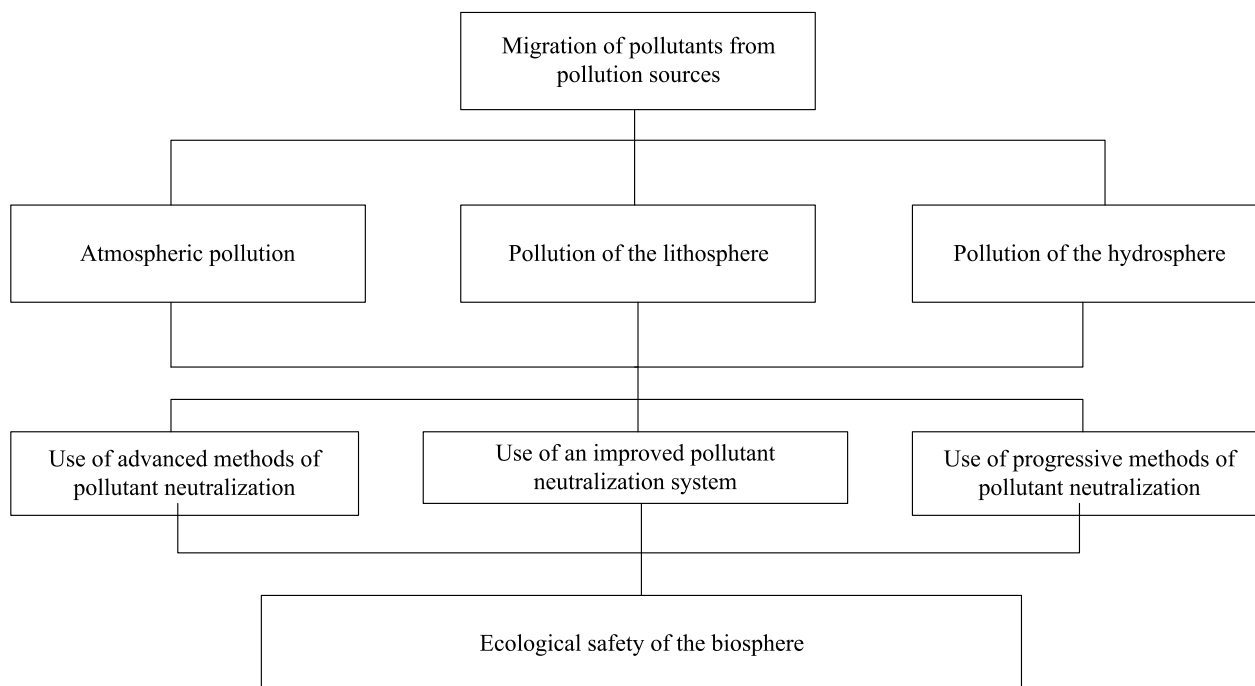 Migration of pollutants from
pollution sources
Atmospheric pollution
Pollution of the lithosphere
Pollution of the hydrosphere
Use of advanced methods of
pollutant neutralization
Use of an improved pollutant
neutralization system
Use of progressive methods of
pollutant neutralization
Ecological safety of the biosphere